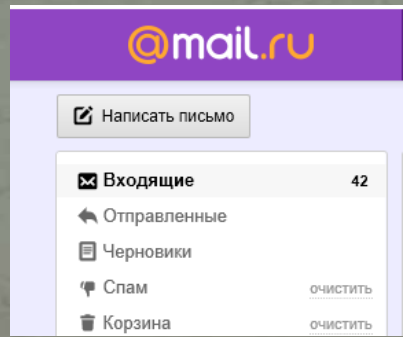 @mail.ru
Написать письмо
Входящие 42
Отправленные
Черновики
Спам очистить
Корзина очистить